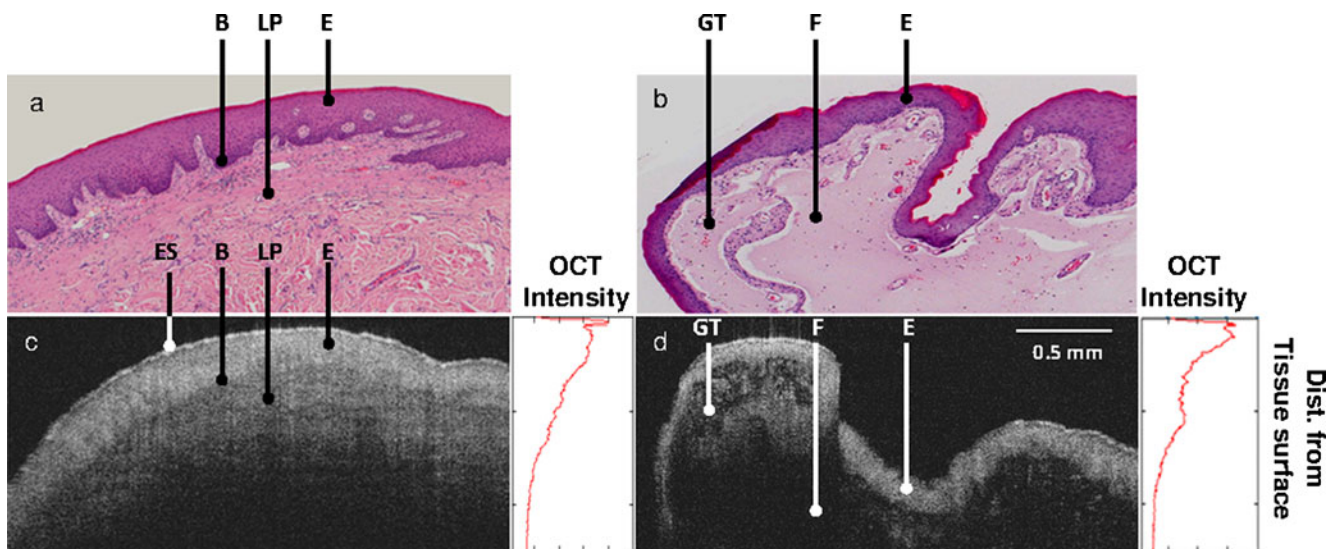 B LP E GT F E
a b
ES B LP E OCT Intensity OCT Intensity
c GT F E d 0.5 mm
Dist. from
Tissue surface